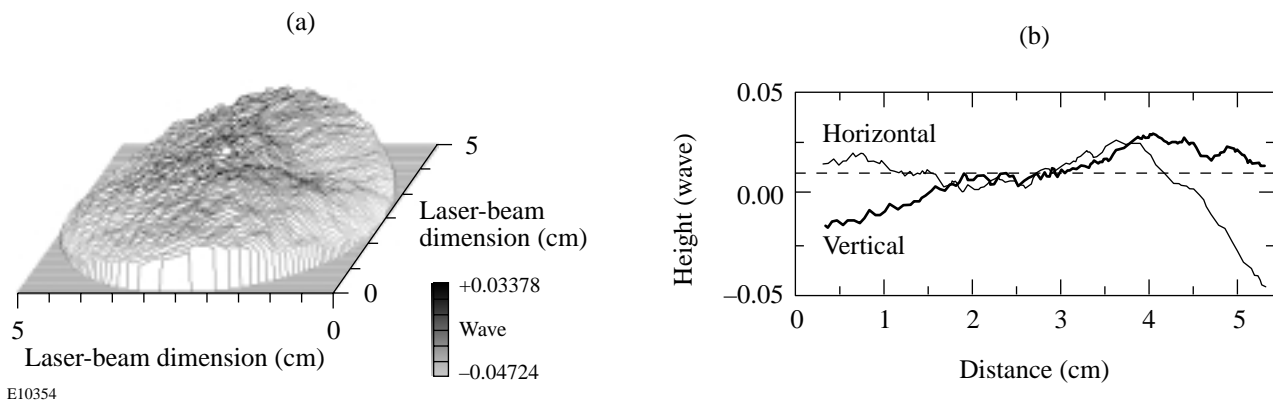 (a)
5
Laser-beam
dimension (cm)
0
+0.03378
Wave
–0.04724
5
0
Laser-beam dimension (cm)
E10354
(b)
0.05
0.00
–0.05
Height (wave)
Horizontal
Vertical
0 1 2 3 4 5
Distance (cm)